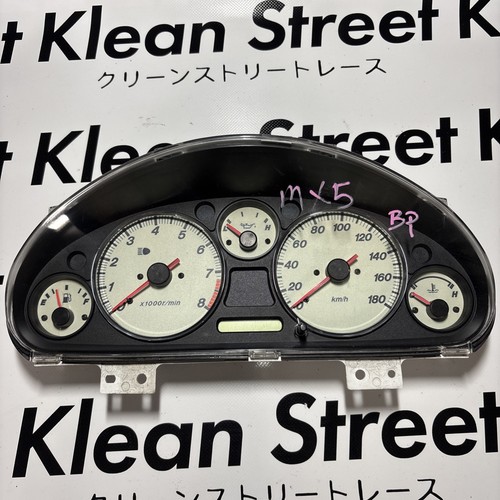 t Klean Street K
クリーンストリートレース
t Klean Street K
MX5
BP
0 1 2 3 4 5 6 7 8
x1000r/min
L H
0 20 40 60 80 100 120 140 160 180
km/h
H
Klean Street
クリーンストリートレース